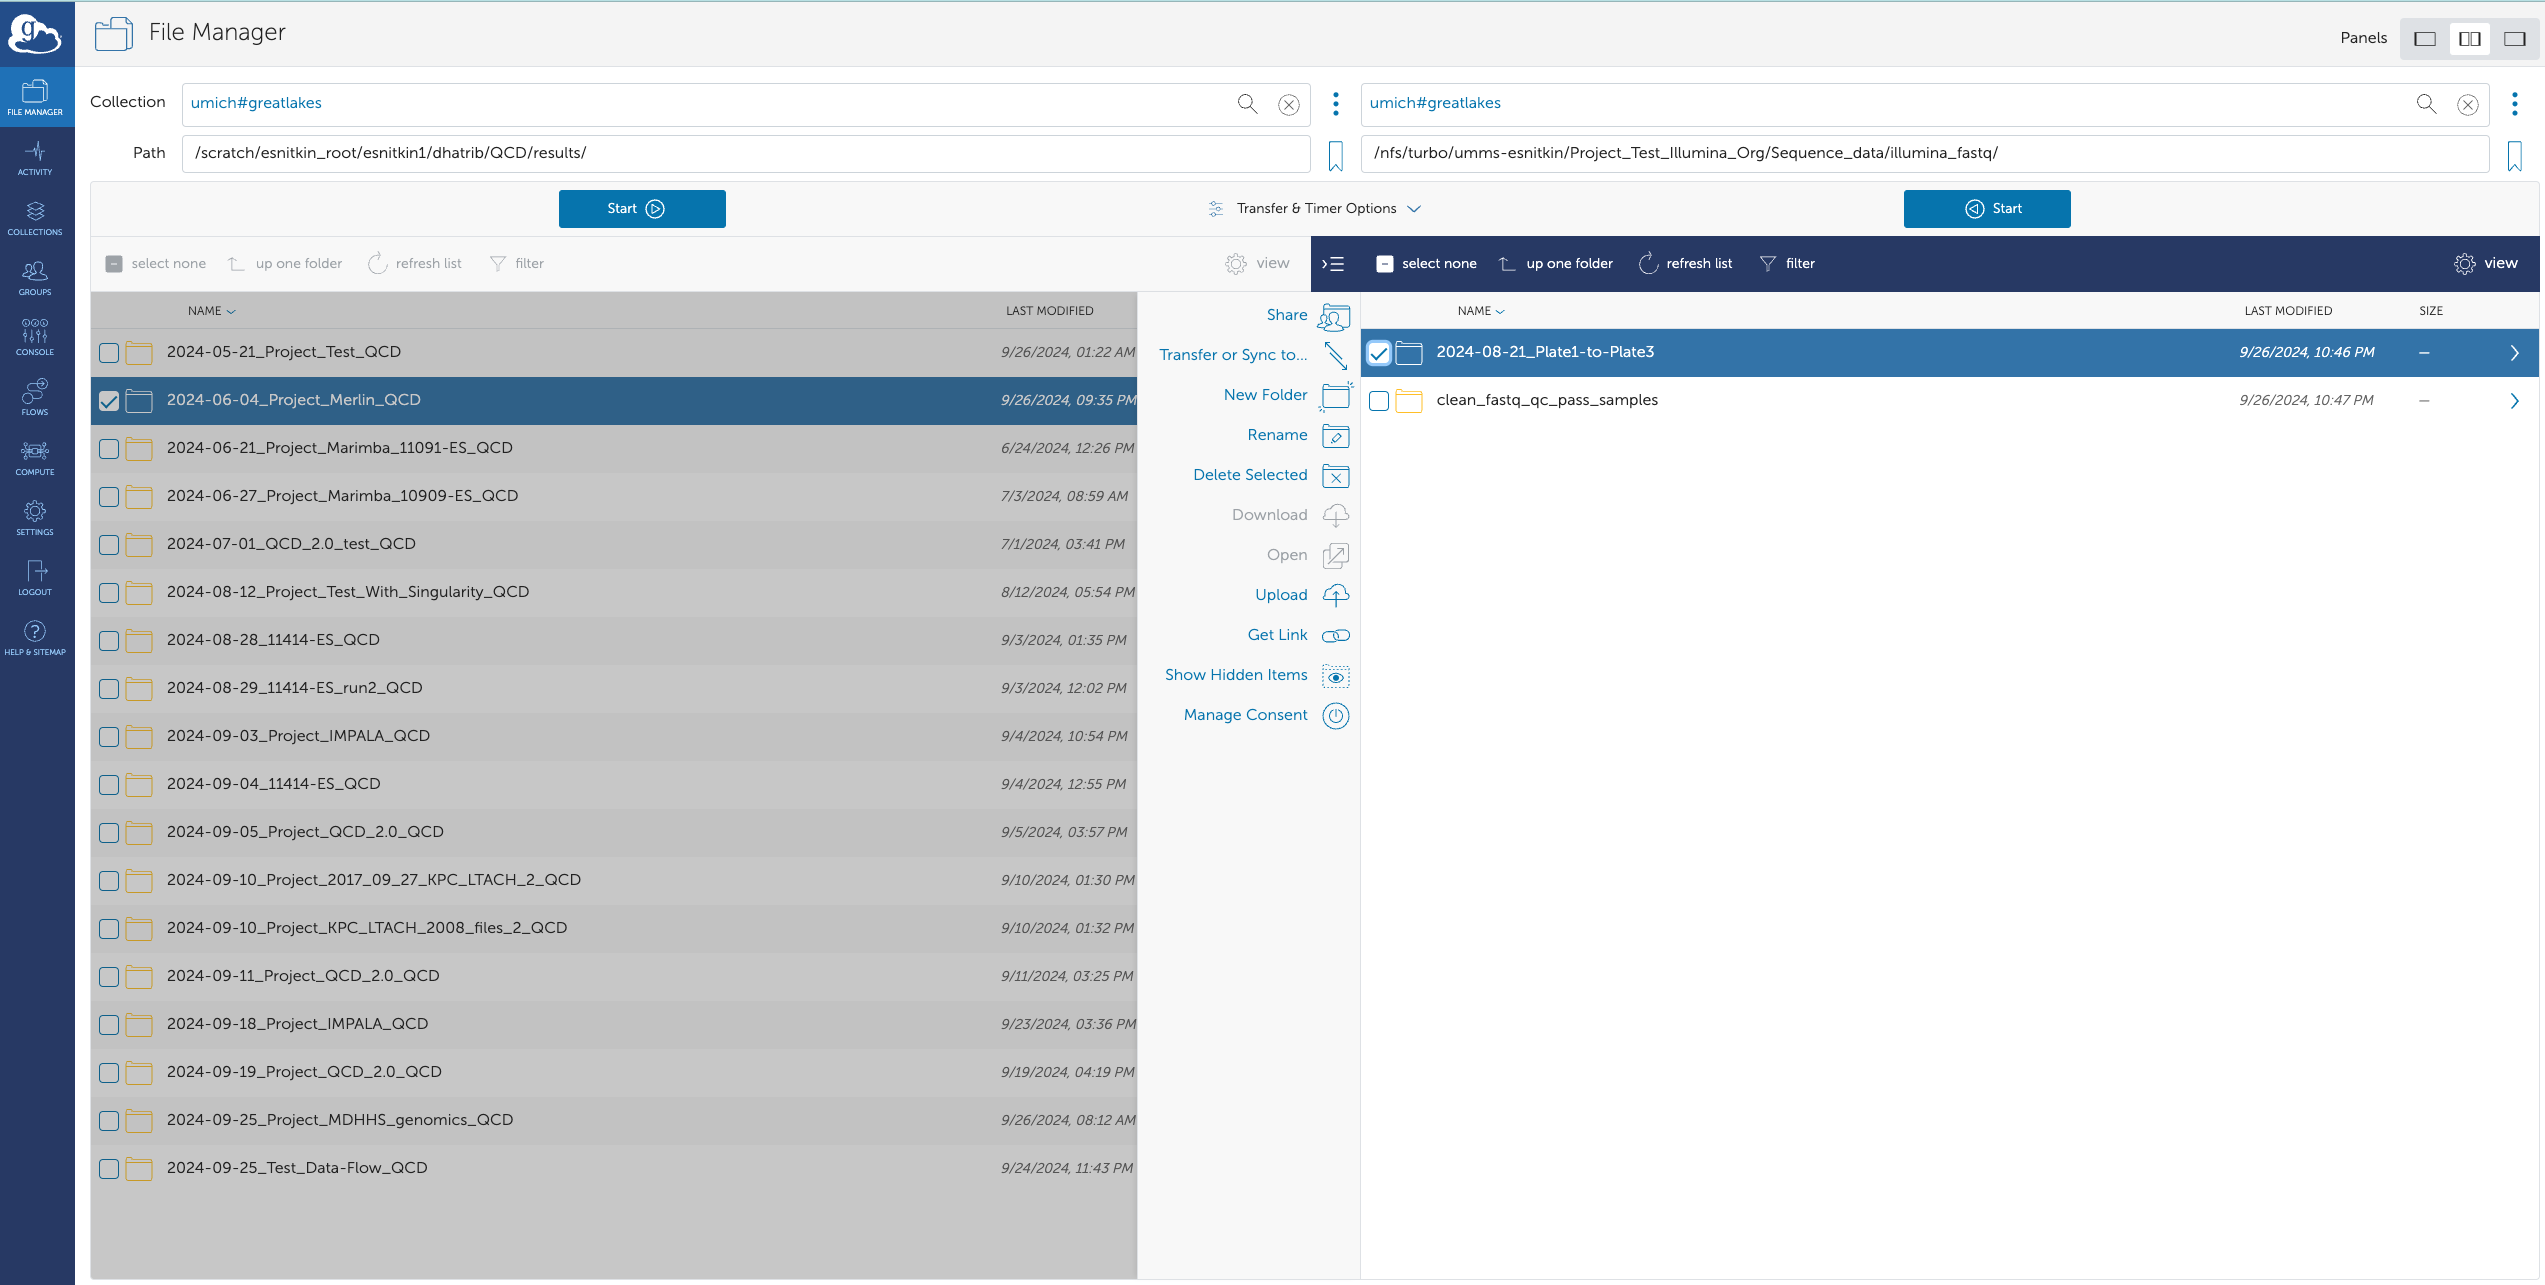 g
File Manager
Panels
FILE MANAGER
ACTIVITY
COLLECTIONS
GROUPS
CONSOLE
FLOWS
COMPUTE
SETTINGS
LOGOUT
HELP & SITEMAP
Collection umich#greatlakes
umich#greatlakes
Path /scratch/esnitkin_root/esnitkin1/dhatrib/QCD/results/
/nfs/turbo/umms-esnitkin/Project_Test_Illumina_Org/Sequence_data/illumina_fastq/
Start
Transfer & Timer Options
Start
select none up one folder refresh list filter view
select none up one folder refresh list filter view
NAME LAST MODIFIED
2024-05-21_Project_Test_QCD 9/26/2024, 01:22 AM
2024-06-04_Project_Merlin_QCD 9/26/2024, 09:35 PM
2024-06-21_Project_Marimba_11091-ES_QCD 6/24/2024, 12:26 PM
2024-06-27_Project_Marimba_10909-ES_QCD 7/3/2024, 08:59 AM
2024-07-01_QCD_2.0_test_QCD 7/1/2024, 03:41 PM
2024-08-12_Project_Test_With_Singularity_QCD 8/12/2024, 05:54 PM
2024-08-28_11414-ES_QCD 9/3/2024, 01:35 PM
2024-08-29_11414-ES_run2_QCD 9/3/2024, 12:02 PM
2024-09-03_Project_IMPALA_QCD 9/4/2024, 10:54 PM
2024-09-04_11414-ES_QCD 9/4/2024, 12:55 PM
2024-09-05_Project_QCD_2.0_QCD 9/5/2024, 03:57 PM
2024-09-10_Project_2017_09_27_KPC_LTACH_2_QCD 9/10/2024, 01:30 PM
2024-09-10_Project_KPC_LTACH_2008_files_2_QCD 9/10/2024, 01:32 PM
2024-09-11_Project_QCD_2.0_QCD 9/11/2024, 03:25 PM
2024-09-18_Project_IMPALA_QCD 9/23/2024, 03:36 PM
2024-09-19_Project_QCD_2.0_QCD 9/19/2024, 04:19 PM
2024-09-25_Project_MDHHS_genomics_QCD 9/26/2024, 08:12 AM
2024-09-25_Test_Data-Flow_QCD 9/24/2024, 11:43 PM
Share
Transfer or Sync to...
New Folder
Rename
Delete Selected
Download
Open
Upload
Get Link
Show Hidden Items
Manage Consent
NAME LAST MODIFIED SIZE
2024-08-21_Plate1-to-Plate3 9/26/2024, 10:46 PM —
clean_fastq_qc_pass_samples 9/26/2024, 10:47 PM —